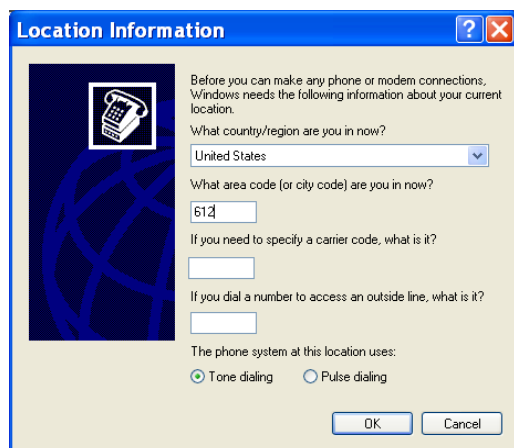 Location Information
Before you can make any phone or modem connections,
Windows needs the following information about your current
location.
What country/region are you in now?
United States
What area code (or city code) are you in now?
612
If you need to specify a carrier code, what is it?
If you dial a number to access an outside line, what is it?
The phone system at this location uses:
Tone dialing Pulse dialing
OK Cancel